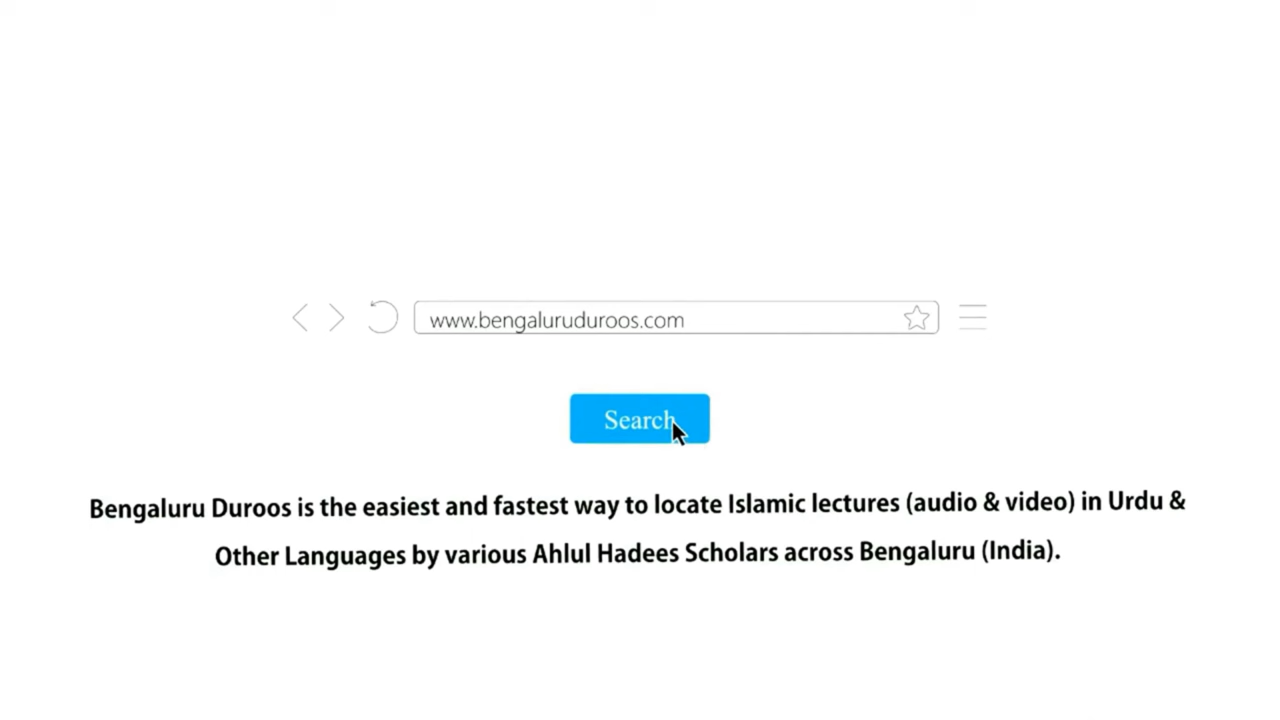 www.bengaluruduroos.com
Search
Bengaluru Duroos is the easiest and fastest way to locate Islamic lectures (audio & video) in Urdu &
Other Languages by various Ahlul Hadees Scholars across Bengaluru (India).